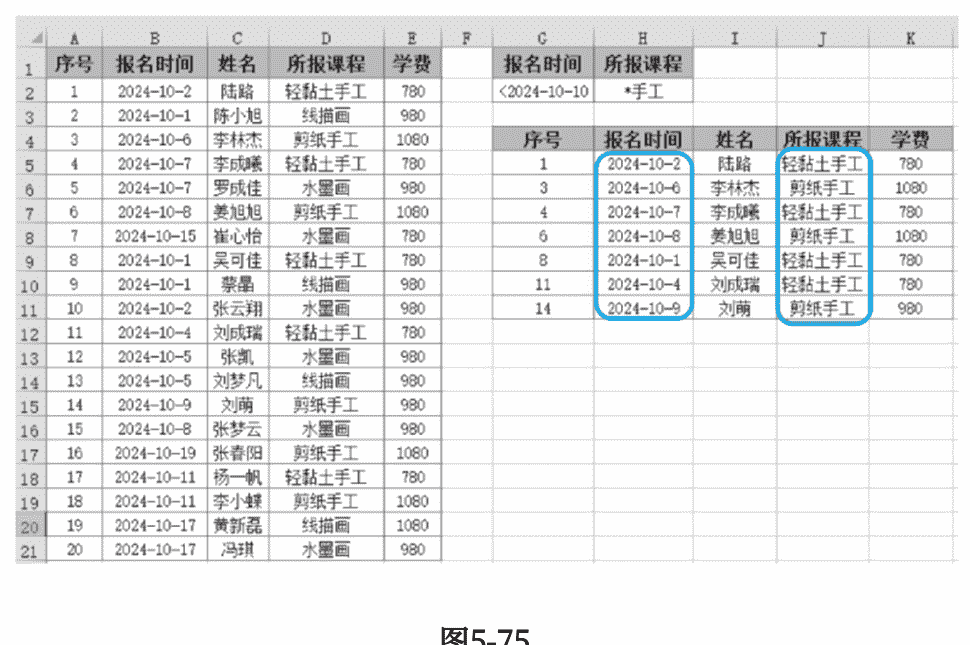 A B C D E F G H I J K
1 序号 报名时间 姓名 所报课程 学费 报名时间 所报课程
2 1 2024-10-2 陆路 轻黏土手工 780 <2024-10-10 *手工
3 2 2024-10-1 陈小旭 线描画 980
4 3 2024-10-6 李林杰 剪纸手工 1080 序号 报名时间 姓名 所报课程 学费
5 4 2024-10-7 李成曦 轻黏土手工 780 1 2024-10-2 陆路 轻黏土手工 780
6 5 2024-10-7 罗成佳 水墨画 980 3 2024-10-6 李林杰 剪纸手工 1080
7 6 2024-10-8 姜旭旭 剪纸手工 1080 4 2024-10-7 李成曦 轻黏土手工 780
8 7 2024-10-15 崔心怡 水墨画 780 6 2024-10-8 姜旭旭 剪纸手工 1080
9 8 2024-10-1 吴可佳 轻黏土手工 780 8 2024-10-1 吴可佳 轻黏土手工 780
10 9 2024-10-1 蔡晶 线描画 980 11 2024-10-4 刘成瑞 轻黏土手工 780
11 10 2024-10-2 张云翔 水墨画 980 14 2024-10-9 刘萌 剪纸手工 980
12 11 2024-10-4 刘成瑞 轻黏土手工 780
13 12 2024-10-5 张凯 水墨画 980
14 13 2024-10-5 刘梦凡 线描画 980
15 14 2024-10-9 刘萌 剪纸手工 980
16 15 2024-10-8 张梦云 水墨画 980
17 16 2024-10-19 张春阳 剪纸手工 1080
18 17 2024-10-11 杨一帆 轻黏土手工 780
19 18 2024-10-11 李小蝶 剪纸手工 1080
20 19 2024-10-17 黄新磊 线描画 1080
21 20 2024-10-17 冯琪 水墨画 980
图5-75